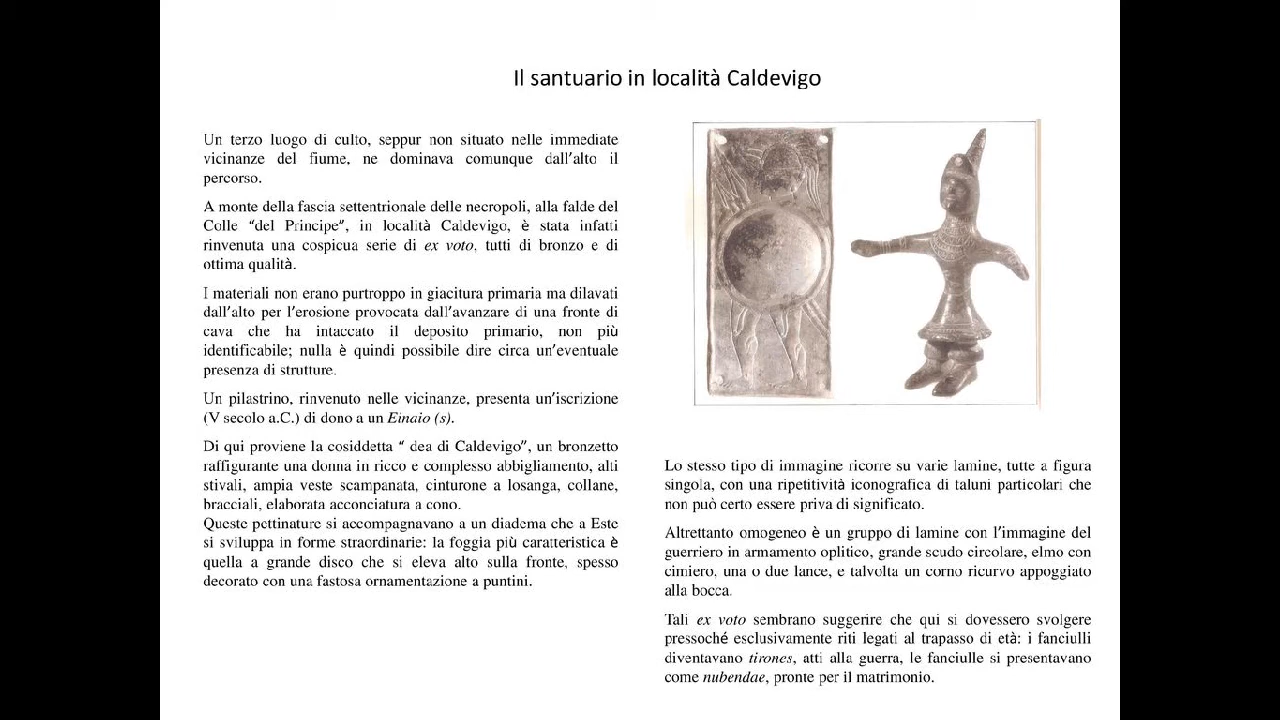 Il santuario in località Caldevigo
Un terzo luogo di culto, seppur non situato nelle immediate
vicinanze del fiume, ne dominava comunque dall'alto il
percorso.
A monte della fascia settentrionale delle necropoli, alla falde del
Colle "del Principe", in località Caldevigo, è stata infatti
rinvenuta una cospicua serie di ex voto, tutti di bronzo e di
ottima qualità.
I materiali non erano purtroppo in giacitura primaria ma dilavati
dall'alto per l'erosione provocata dall'avanzare di una fronte di
cava che ha intaccato il deposito primario, non più
identificabile; nulla è quindi possibile dire circa un'eventuale
presenza di strutture.
Un pilastrino, rinvenuto nelle vicinanze, presenta un'iscrizione
(V secolo a.C.) di dono a un Einaio (s).
Di qui proviene la cosiddetta " dea di Caldevigo", un bronzetto
raffigurante una donna in ricco e complesso abbigliamento, alti
stivali, ampia veste scampanata, cinturone a losanga, collane,
bracciali, elaborata acconciatura a cono.
Queste pettinature si accompagnavano a un diadema che a Este
si sviluppa in forme straordinarie: la foggia più caratteristica è
quella a grande disco che si eleva alto sulla fronte, spesso
decorato con una fastosa ornamentazione a puntini.
Lo stesso tipo di immagine ricorre su varie lamine, tutte a figura
singola, con una ripetitività iconografica di taluni particolari che
non può certo essere priva di significato.
Altrettanto omogeneo è un gruppo di lamine con l'immagine del
guerriero in armamento oplitico, grande scudo circolare, elmo con
cimiero, una o due lance, e talvolta un corno ricurvo appoggiato
alla bocca.
Tali ex voto sembrano suggerire che qui si dovessero svolgere
pressoché esclusivamente riti legati al trapasso di età: i fanciulli
diventavano tirones, atti alla guerra, le fanciulle si presentavano
come nubendae, pronte per il matrimonio.